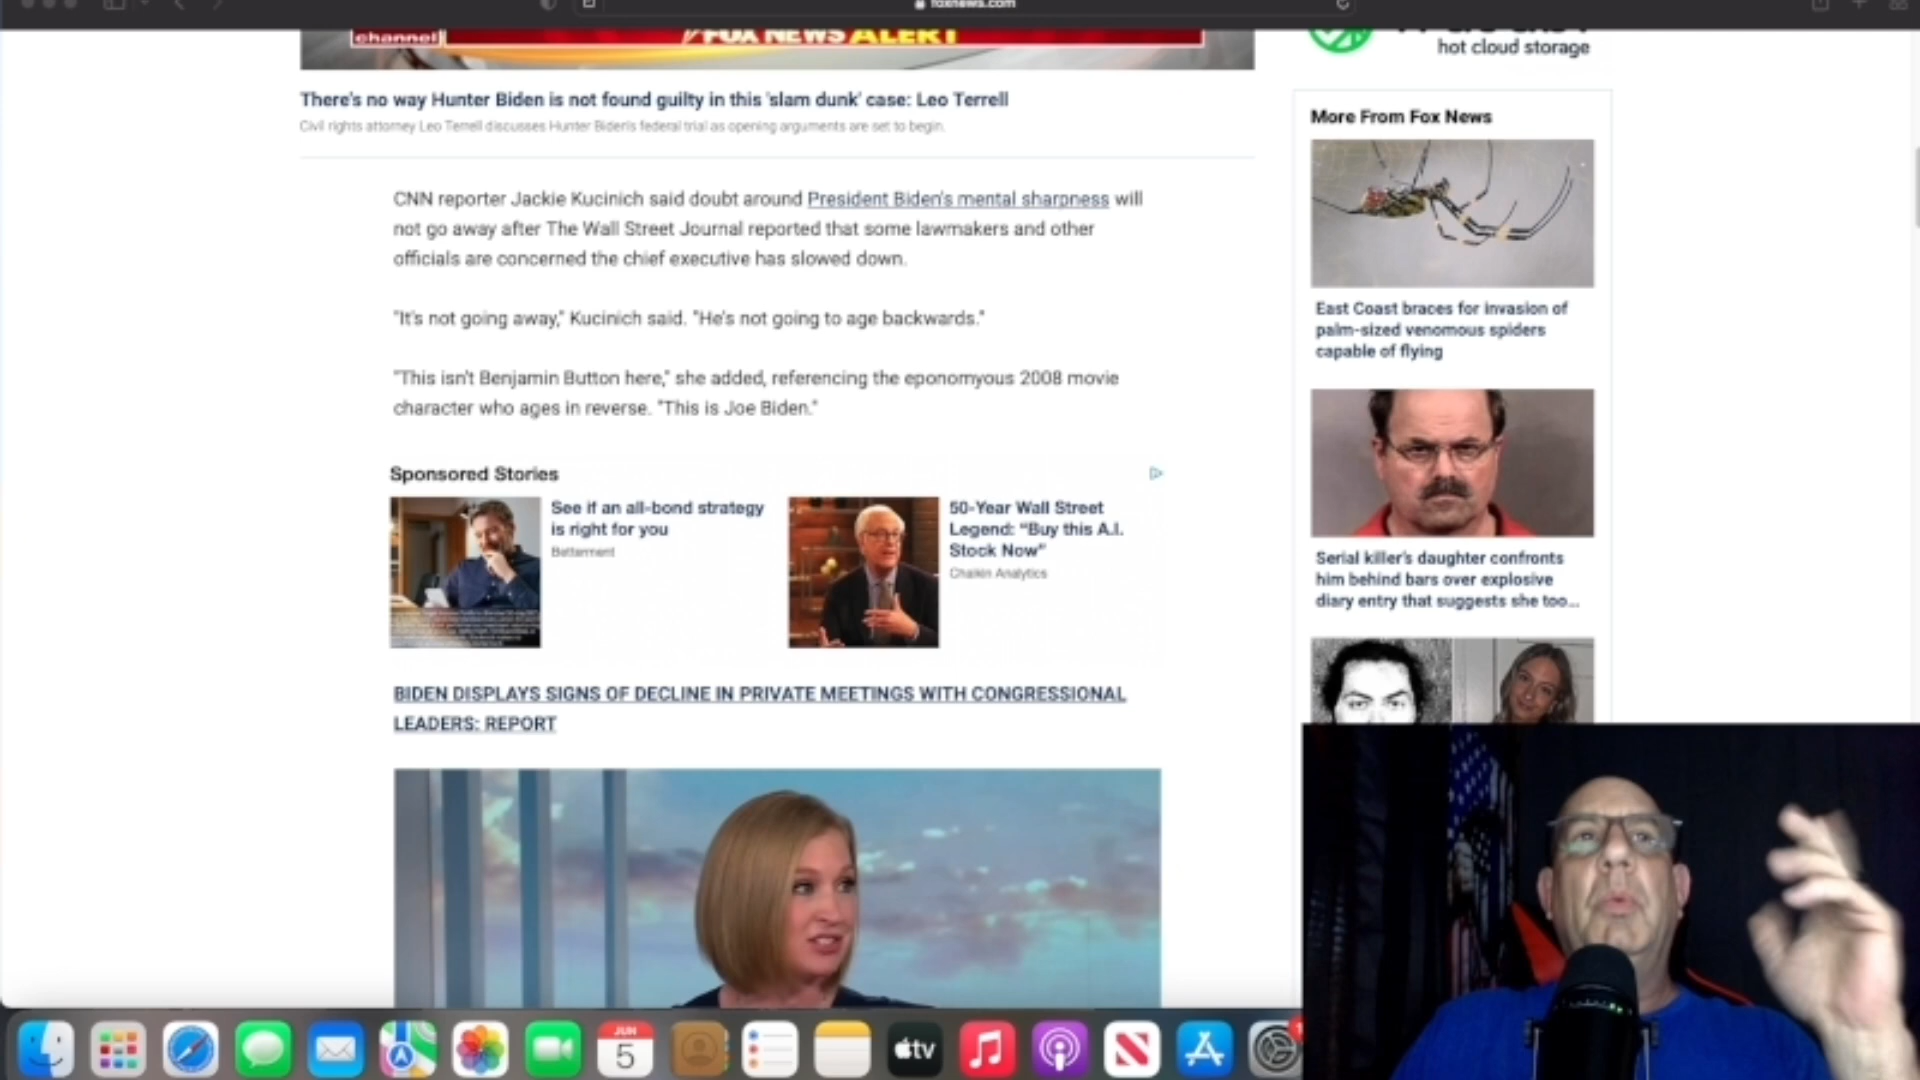 foxnews.com
channel
FOX NEWS ALERT
hot cloud storage
There's no way Hunter Biden is not found guilty in this 'slam dunk' case: Leo Terrell
Civil rights attorney Leo Terrell discusses Hunter Biden's federal trial as opening arguments are set to begin.
CNN reporter Jackie Kucinich said doubt around President Biden's mental sharpness will
not go away after The Wall Street Journal reported that some lawmakers and other
officials are concerned the chief executive has slowed down.
"It's not going away," Kucinich said. "He's not going to age backwards."
"This isn't Benjamin Button here," she added, referencing the eponomyous 2008 movie
character who ages in reverse. "This is Joe Biden."
Sponsored Stories
See if an all-bond strategy
is right for you
Betterment
50-Year Wall Street
Legend: "Buy this A.I.
Stock Now"
Chaikin Analytics
BIDEN DISPLAYS SIGNS OF DECLINE IN PRIVATE MEETINGS WITH CONGRESSIONAL
LEADERS: REPORT
More From Fox News
East Coast braces for invasion of
palm-sized venomous spiders
capable of flying
Serial killer's daughter confronts
him behind bars over explosive
diary entry that suggests she too...
JUN
5
tv